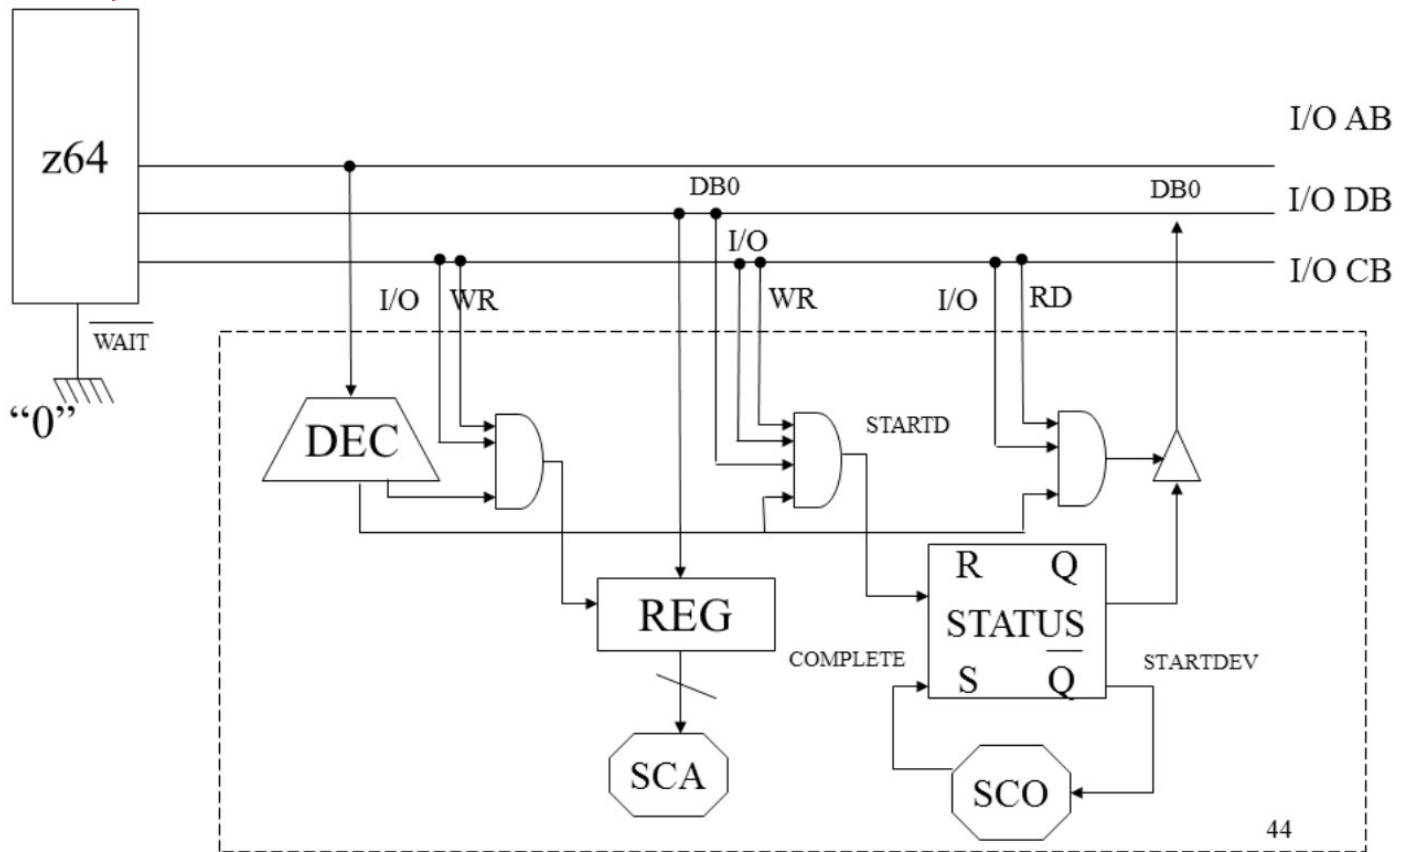 I/O AB
z64
DB0
DB0
I/O DB
I/O
I/O CB
I/O
WR
WR
I/O
RD
WAIT
“0”
DEC
STARTD
R
Q
REG
STATUS
COMPLETE
S
Q
STARTDEV
SCA
SCO
44